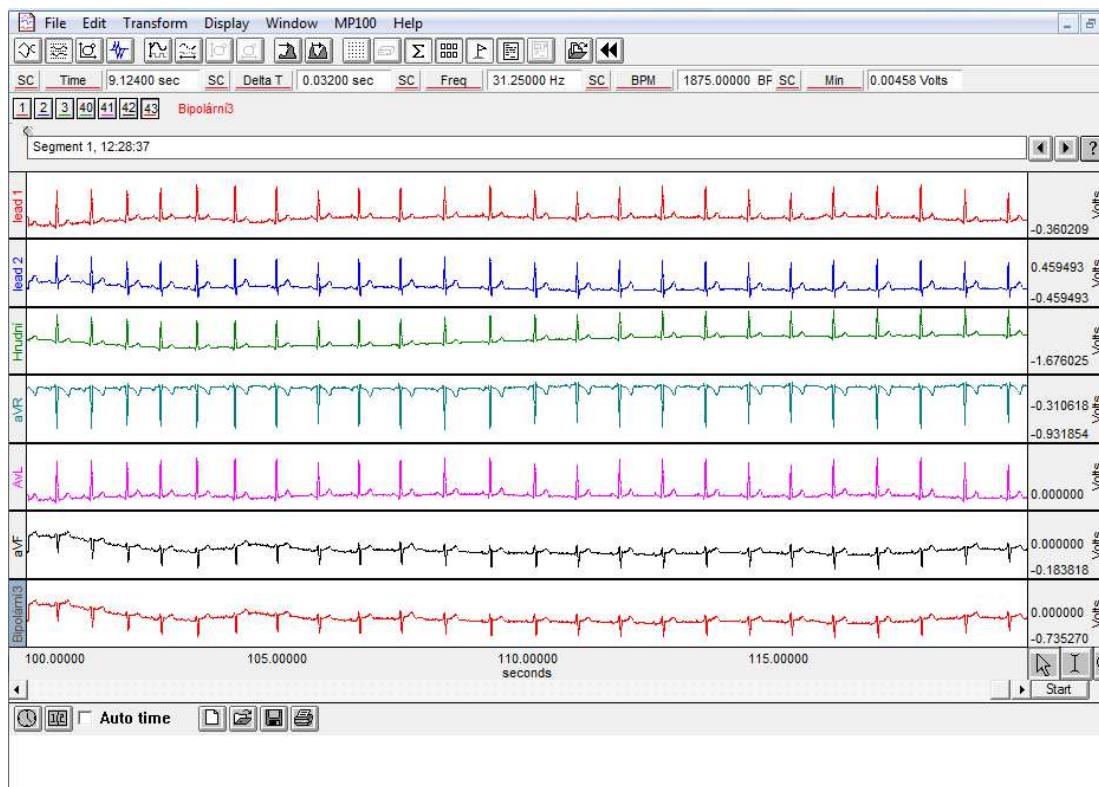 File Edit Transform Display Window MP100 Help
SC Time 9.12400 sec SC Delta T 0.03200 sec SC Freq 31.25000 Hz SC BPM 1875.00000 BF SC Min 0.00458 Volts
1 2 3 40 41 42 43 Bipolární3
Segment 1, 12:28:37 ?
lead 1
-0.360209
Volts
lead 2
0.459493
-0.459493
Volts
Hrudní
-1.676025
Volts
aVR
-0.310618
-0.931854
Volts
AvL
0.000000
Volts
aVF
0.000000
-0.183818
Volts
Bipolární3
0.000000
-0.735270
Volts
100.00000 105.00000 110.00000 115.00000
seconds
Start
Auto time